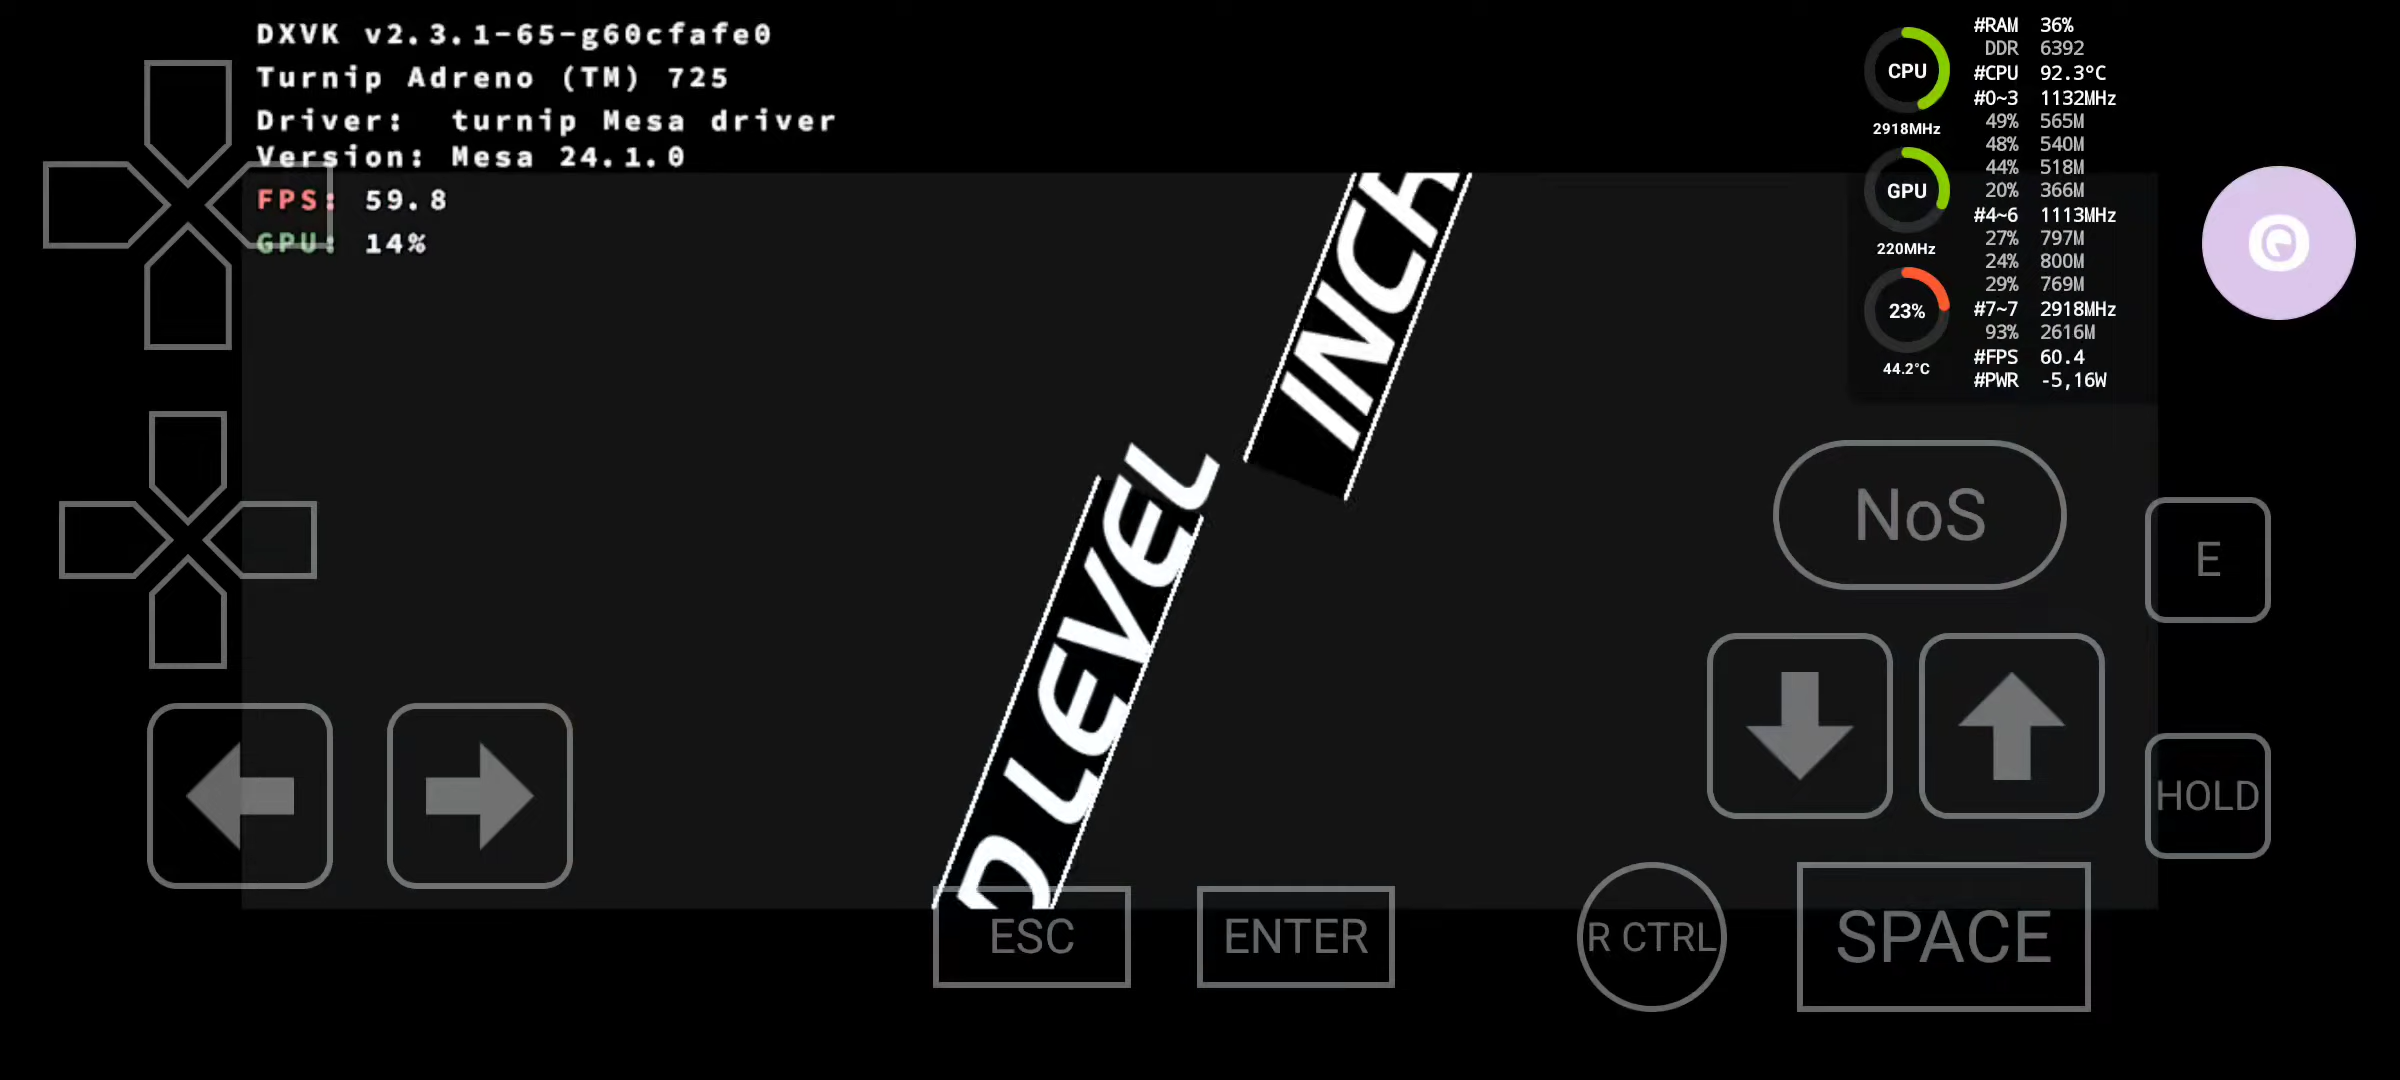 DXVK v2.3.1-65-g60cfafe0
Turnip Adreno (TM) 725
Driver:  turnip Mesa driver
Version: Mesa 24.1.0
FPS: 59.8
GPU: 14%
CPU
2918MHz
GPU
220MHz
23%
44.2°C
#RAM 36%
DDR 6392
#CPU 92.3°C
#0~3 1132MHz
49% 565M
48% 540M
44% 518M
20% 366M
#4~6 1113MHz
27% 797M
24% 800M
29% 769M
#7~7 2918MHz
93% 2616M
#FPS 60.4
#PWR -5,16W
INCR
D LEVEL
NoS
E
HOLD
ESC
ENTER
R CTRL
SPACE